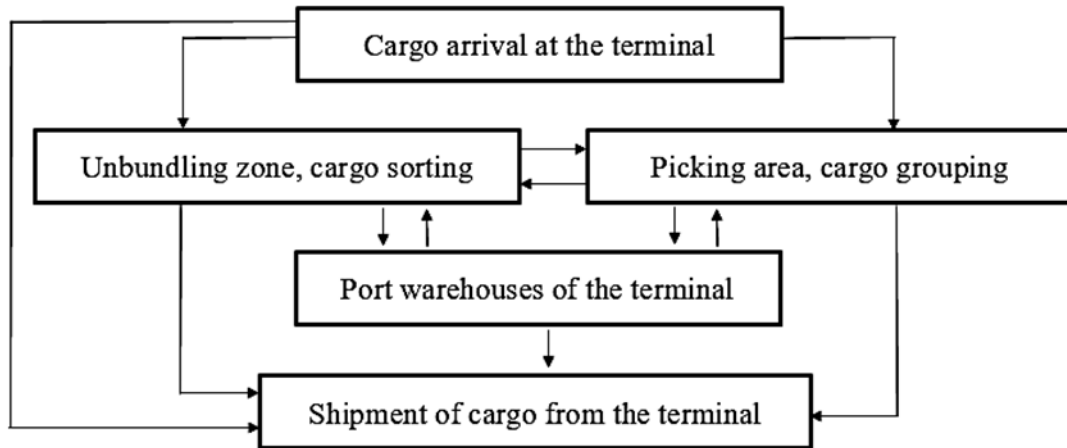 Cargo arrival at the terminal
Unbundling zone, cargo sorting
Picking area, cargo grouping
Port warehouses of the terminal
Shipment of cargo from the terminal